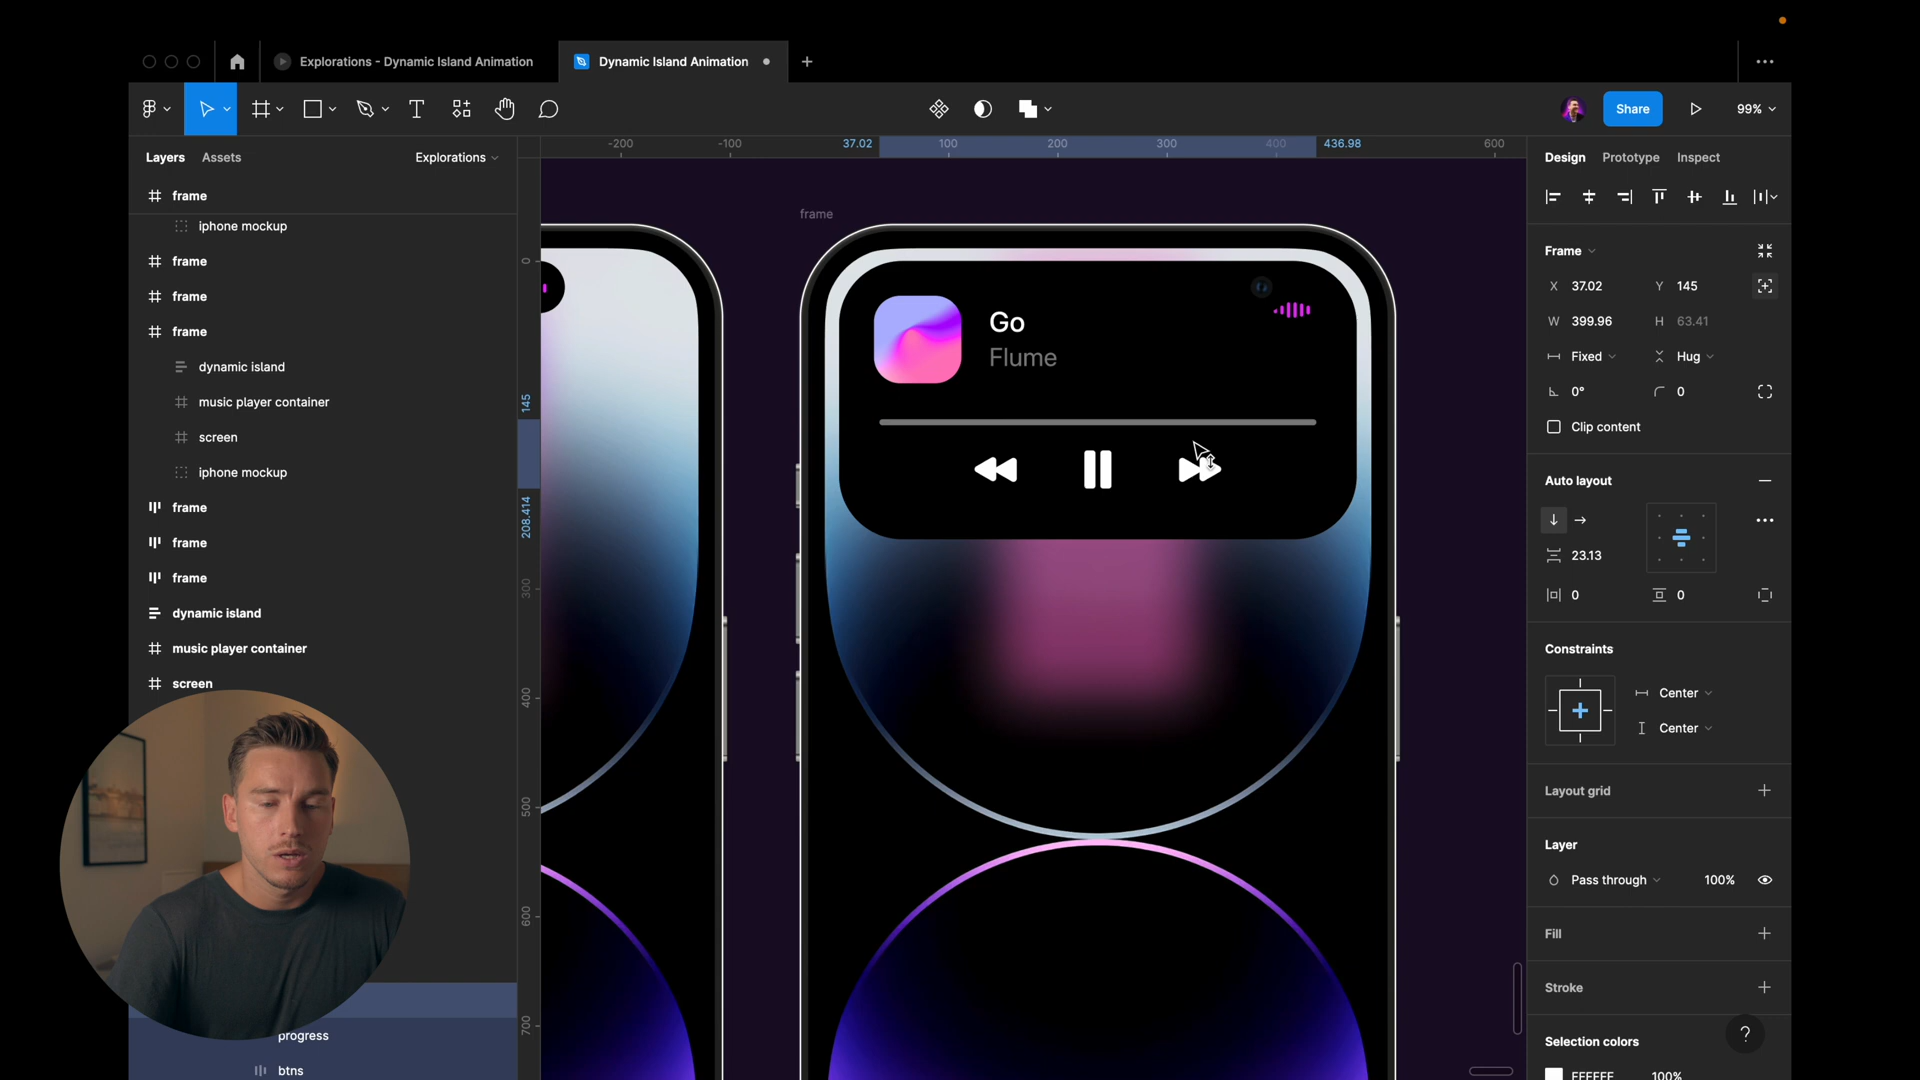 Explorations - Dynamic Island Animation
Dynamic Island Animation
Share
99%
Layers
Assets
Explorations
-200
-100
37.02
100
200
300
400
436.98
600
Design
Prototype
Inspect
frame
iphone mockup
frame
frame
frame
dynamic island
music player container
screen
iphone mockup
frame
frame
frame
dynamic island
music player container
screen
progress
btns
0
145
208.414
300
400
500
600
700
frame
Go
Flume
Frame
X 37.02 Y 145
W 399.96 H 63.41
Fixed Hug
0° 0
Clip content
Auto layout
23.13
0 0
Constraints
Center
Center
Layout grid
Layer
Pass through 100%
Fill
Stroke
?
Selection colors
FFFFFF 100%